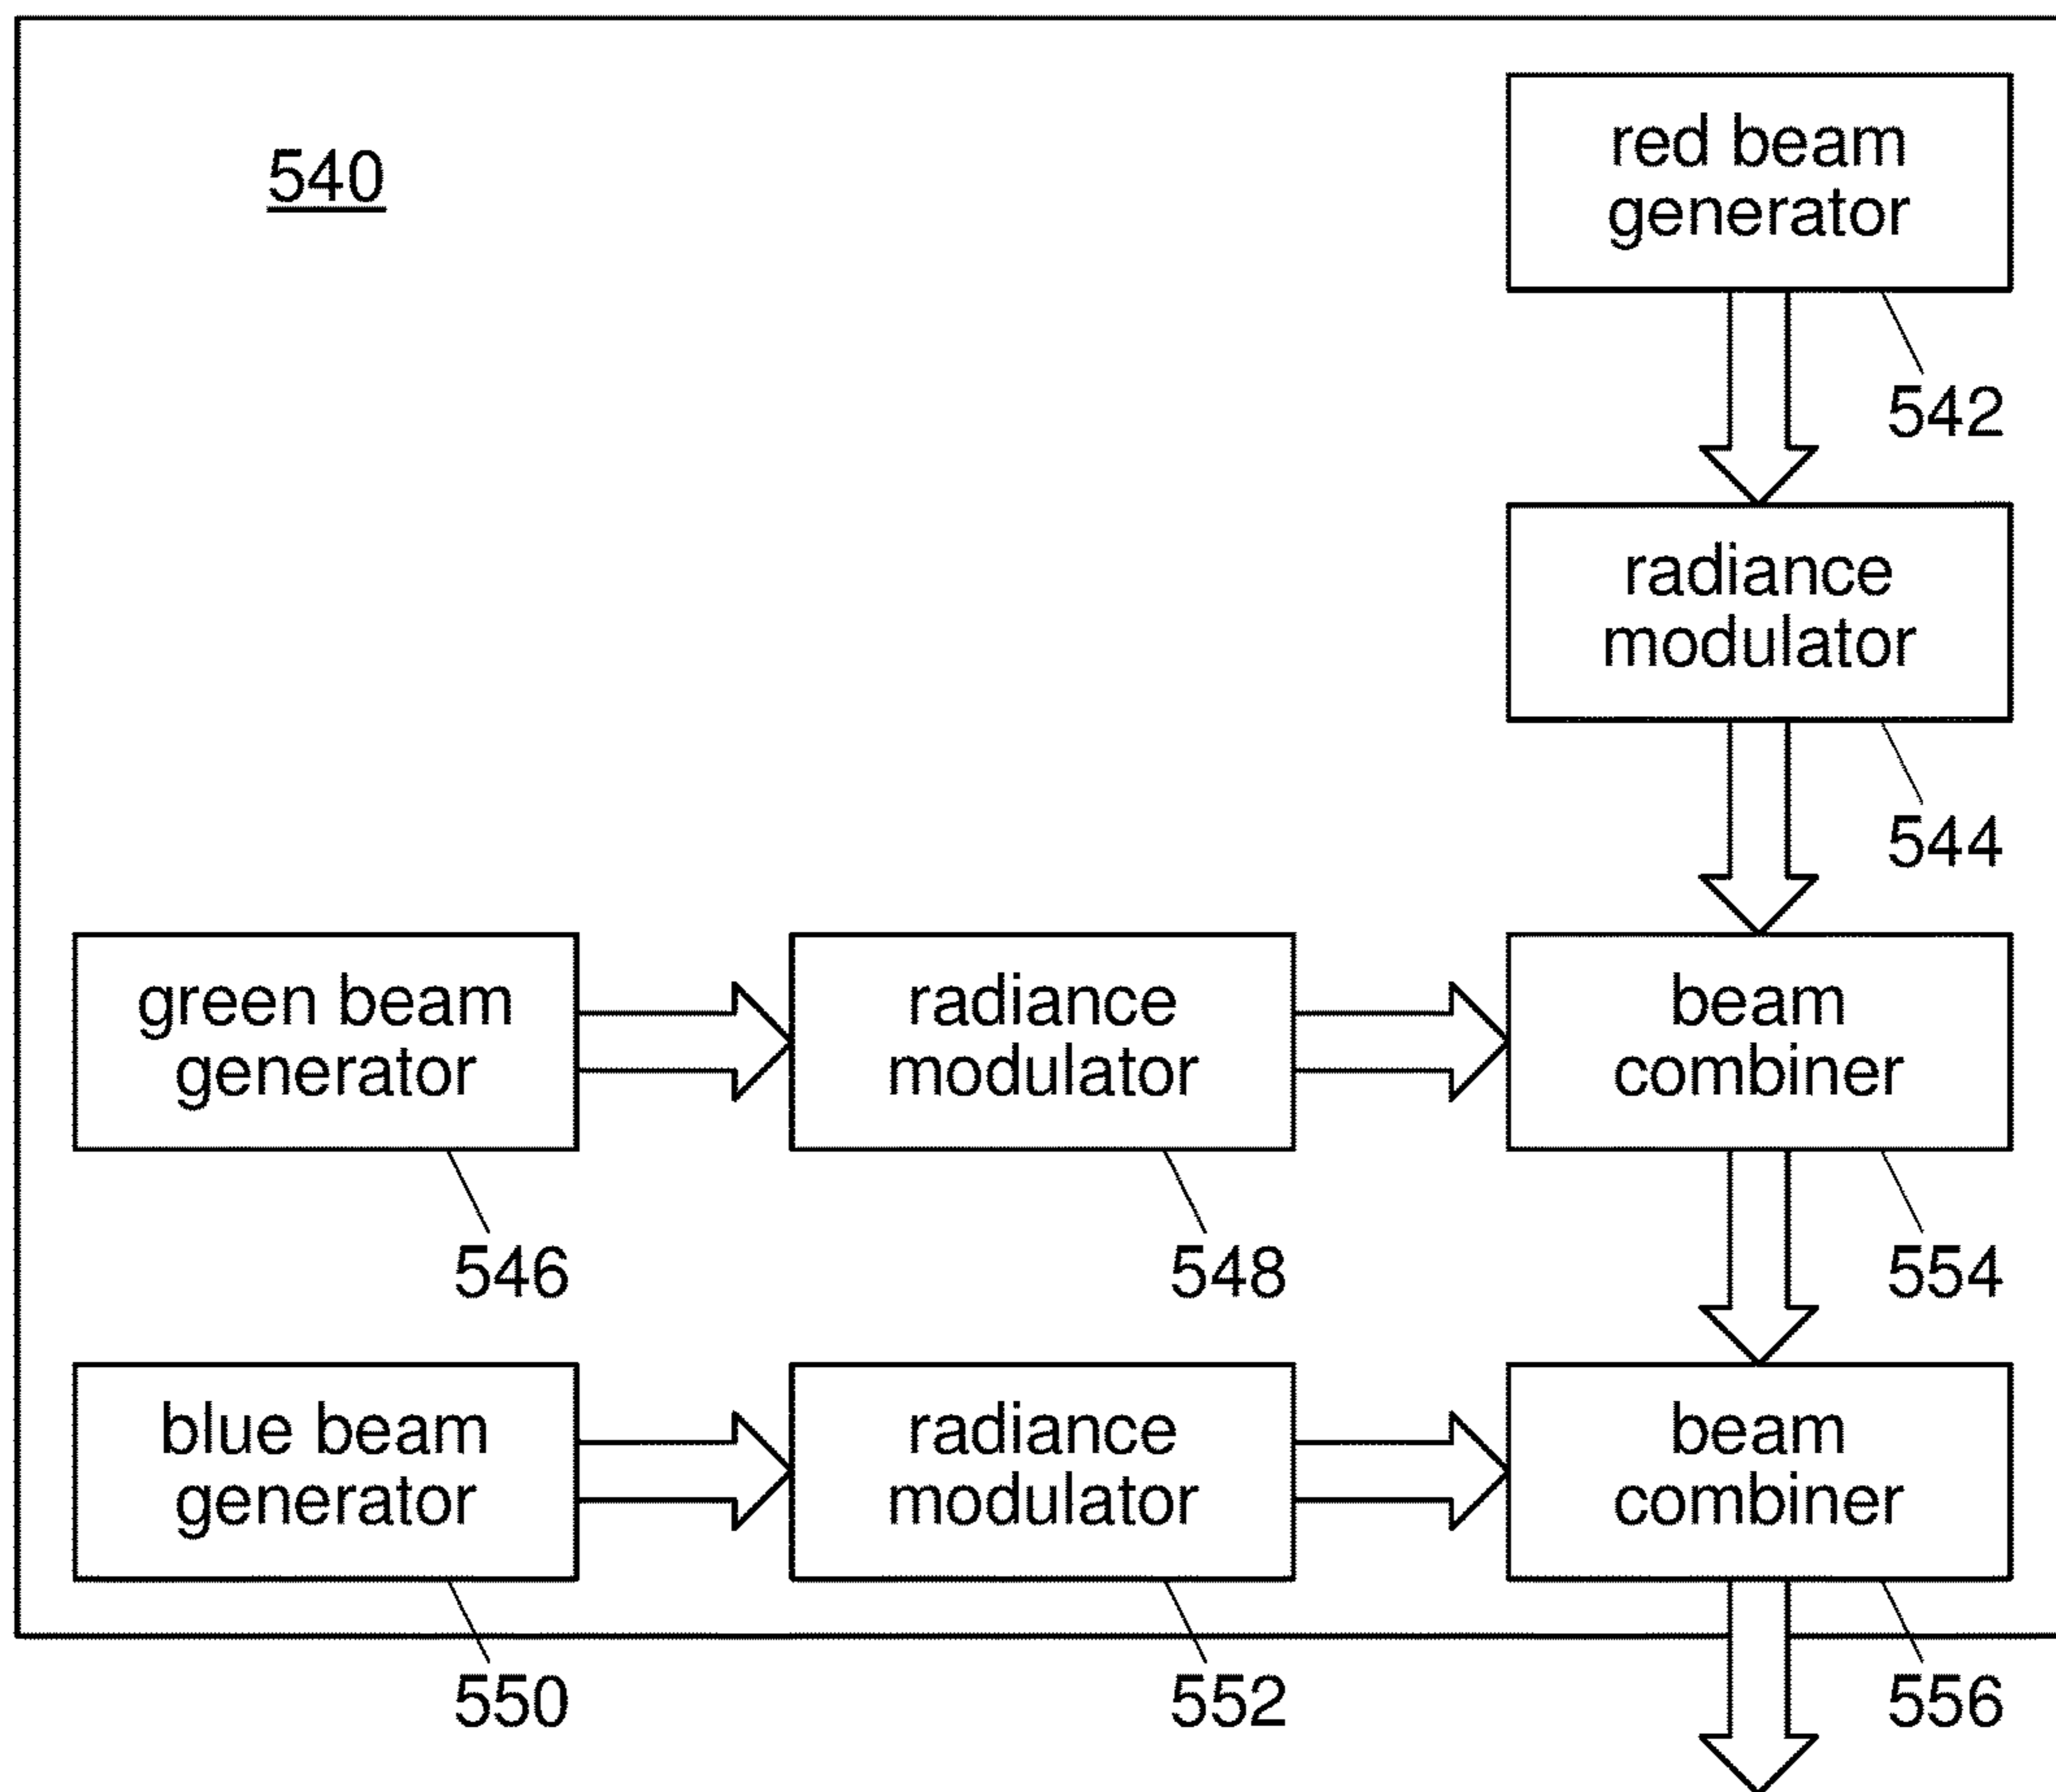 540
red beam
generator
542
radiance
modulator
544
green beam
generator
546
radiance
modulator
548
beam
combiner
554
blue beam
generator
550
radiance
modulator
552
beam
combiner
556